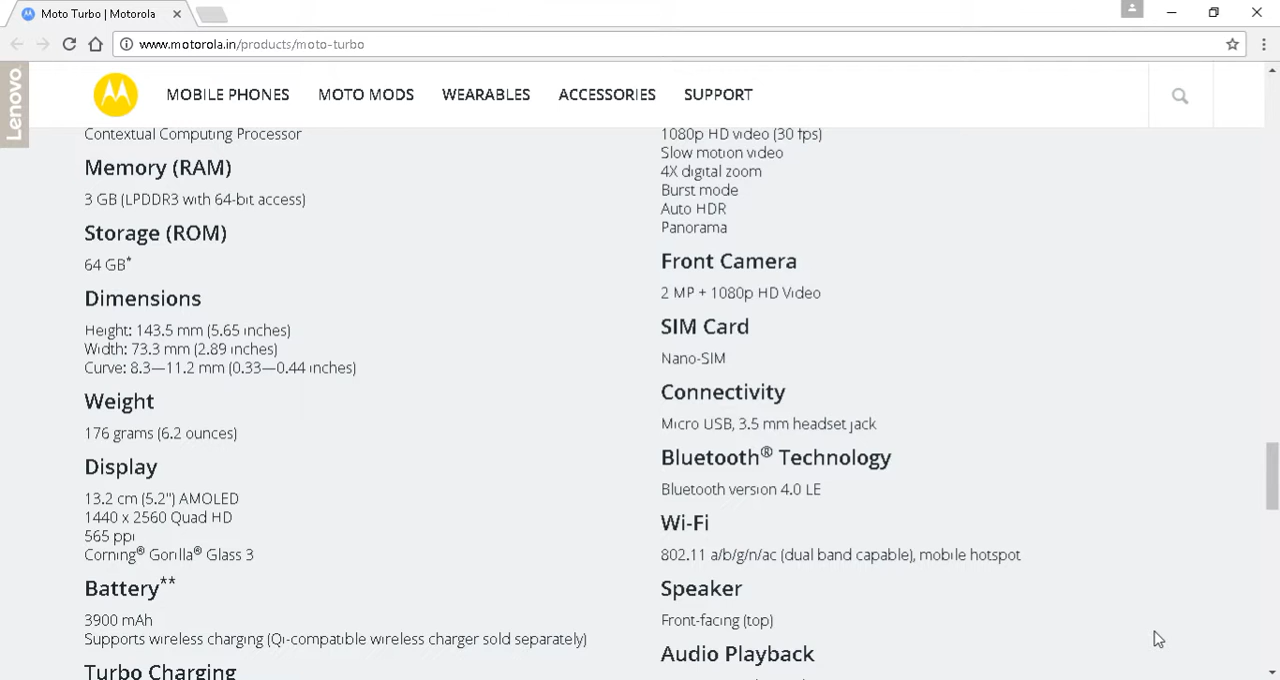 Moto Turbo | Motorola
www.motorola.in/products/moto-turbo
Lenovo
MOBILE PHONES MOTO MODS WEARABLES ACCESSORIES SUPPORT
Contextual Computing Processor
Memory (RAM)
3 GB (LPDDR3 with 64-bit access)
Storage (ROM)
64 GB*
Dimensions
Height: 143.5 mm (5.65 inches)
Width: 73.3 mm (2.89 inches)
Curve: 8.3—11.2 mm (0.33—0.44 inches)
Weight
176 grams (6.2 ounces)
Display
13.2 cm (5.2") AMOLED
1440 x 2560 Quad HD
565 ppi
Corning® Gorilla® Glass 3
Battery**
3900 mAh
Supports wireless charging (Qi-compatible wireless charger sold separately)
Turbo Charging
1080p HD video (30 fps)
Slow motion video
4X digital zoom
Burst mode
Auto HDR
Panorama
Front Camera
2 MP + 1080p HD Video
SIM Card
Nano-SIM
Connectivity
Micro USB, 3.5 mm headset jack
Bluetooth® Technology
Bluetooth version 4.0 LE
Wi-Fi
802.11 a/b/g/n/ac (dual band capable), mobile hotspot
Speaker
Front-facing (top)
Audio Playback